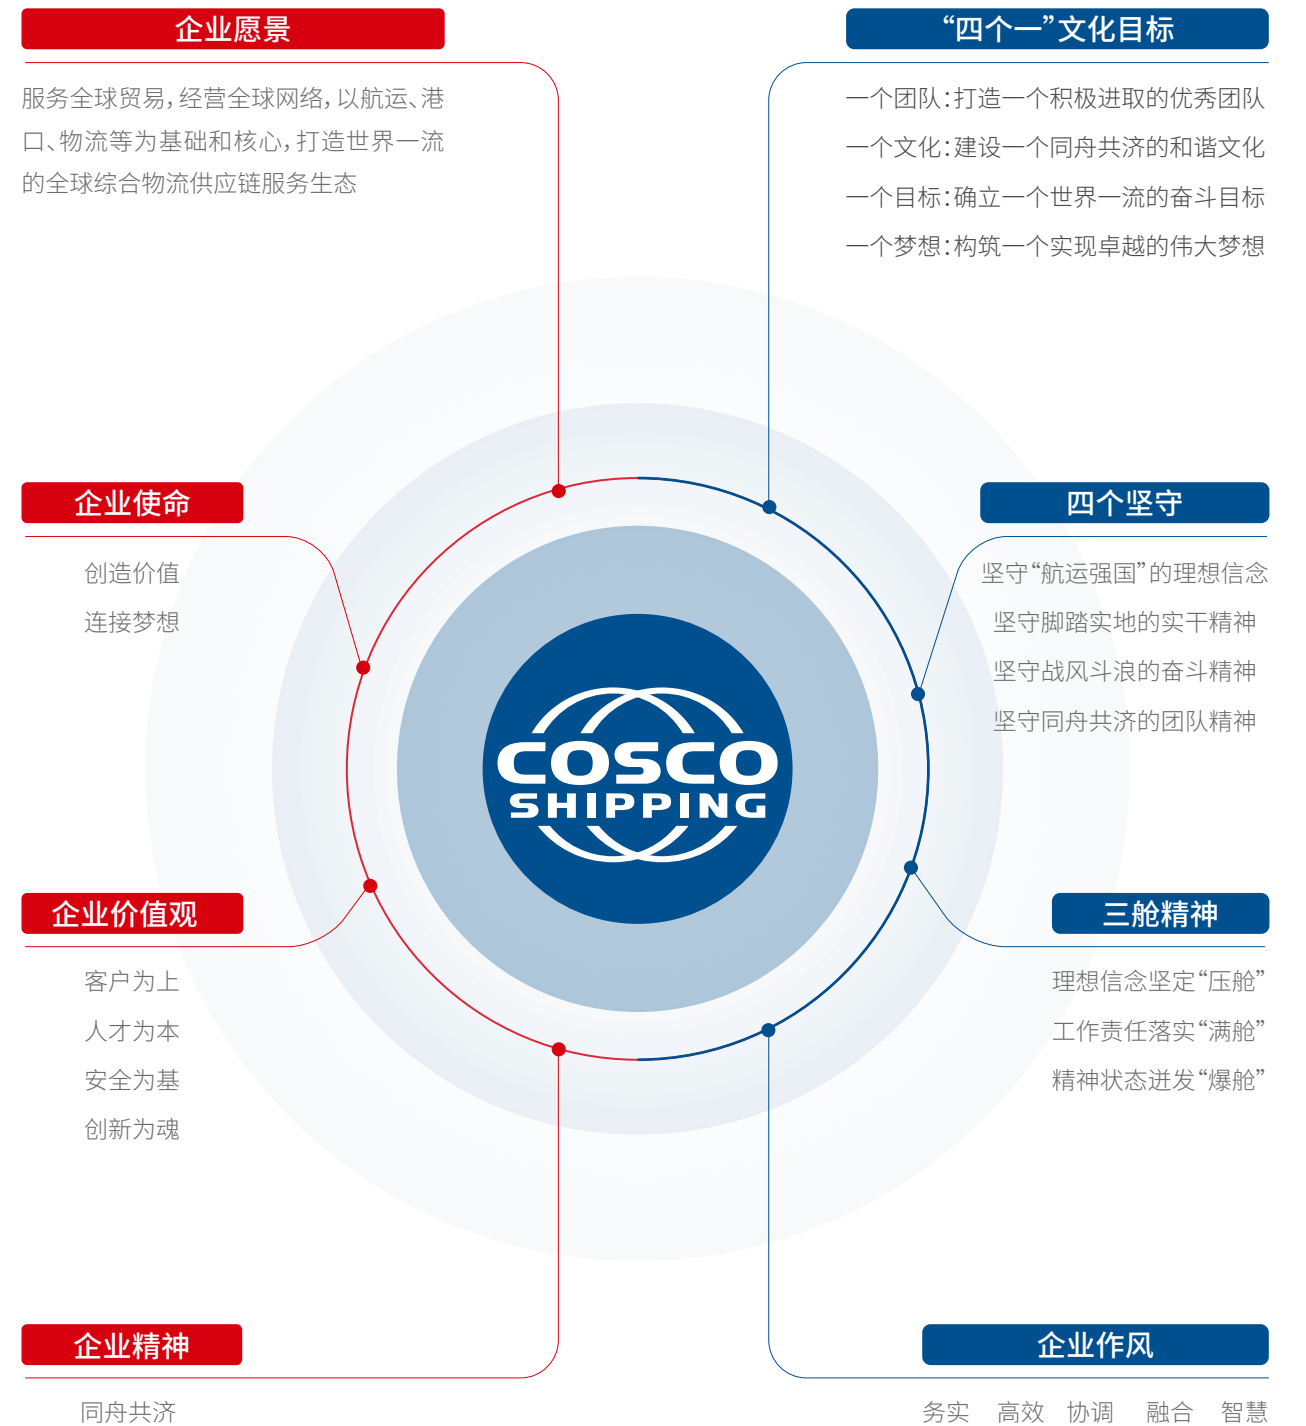 企业愿景
服务全球贸易，经营全球网络，以航运、港
口、物流等为基础和核心，打造世界一流
的全球综合物流供应链服务生态
“四个一”文化目标
一个团队：打造一个积极进取的优秀团队
一个文化：建设一个同舟共济的和谐文化
一个目标：确立一个世界一流的奋斗目标
一个梦想：构筑一个实现卓越的伟大梦想
企业使命
创造价值
连接梦想
四个坚守
坚守“航运强国”的理想信念
坚守脚踏实地的实干精神
坚守战风斗浪的奋斗精神
坚守同舟共济的团队精神
COSCO
SHIPPING
企业价值观
客户为上
人才为本
安全为基
创新为魂
三舱精神
理想信念坚定“压舱”
工作责任落实“满舱”
精神状态迸发“爆舱”
企业精神
同舟共济
企业作风
务实 高效 协调 融合 智慧